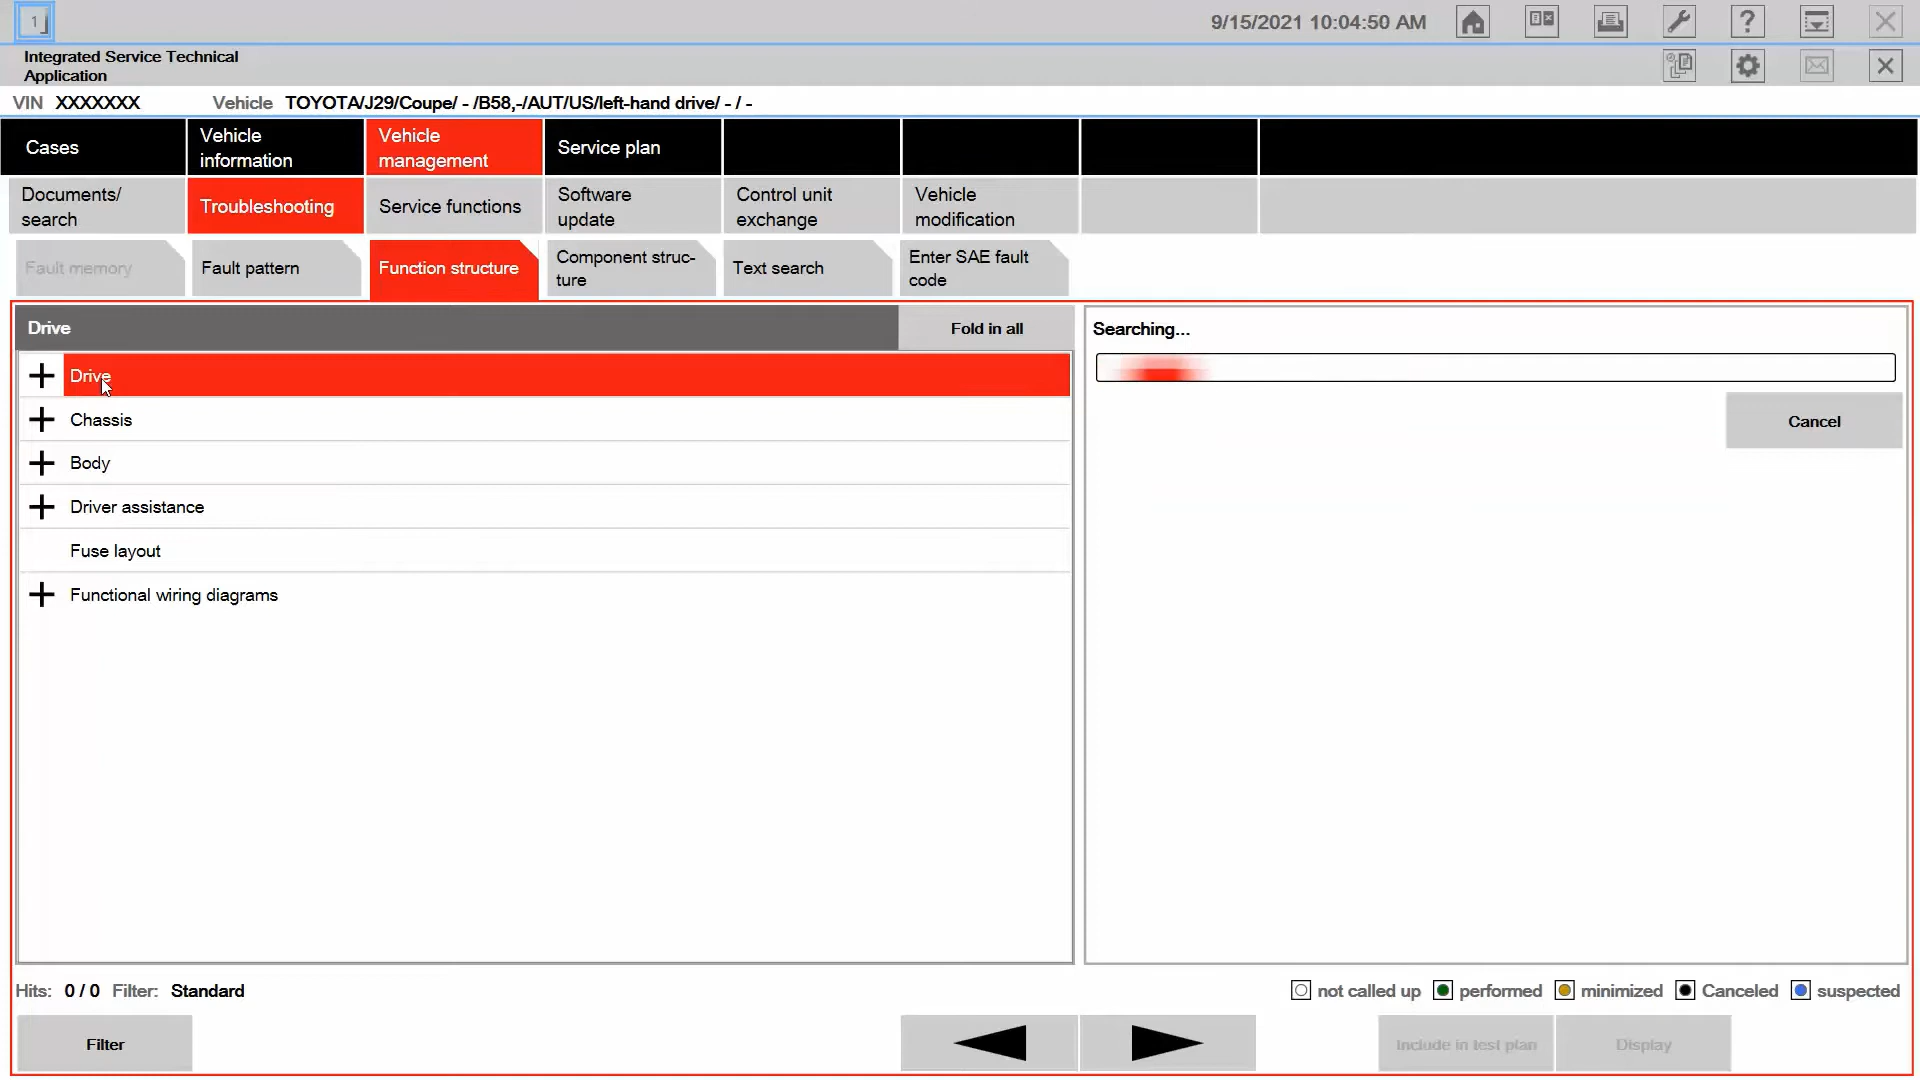 1
9/15/2021 10:04:50 AM
?
Integrated Service Technical
Application
VIN XXXXXXX Vehicle TOYOTA/J29/Coupe/ - /B58,-/AUT/US/left-hand drive/ - / -
Cases
Vehicle
information
Vehicle
management
Service plan
Documents/
search
Troubleshooting
Service functions
Software
update
Control unit
exchange
Vehicle
modification
Fault memory
Fault pattern
Function structure
Component struc-
ture
Text search
Enter SAE fault
code
Drive
Fold in all
Drive
Chassis
Body
Driver assistance
Fuse layout
Functional wiring diagrams
Searching...
Cancel
Hits: 0 / 0 Filter: Standard
not called up performed minimized Canceled suspected
Filter
Include in test plan
Display